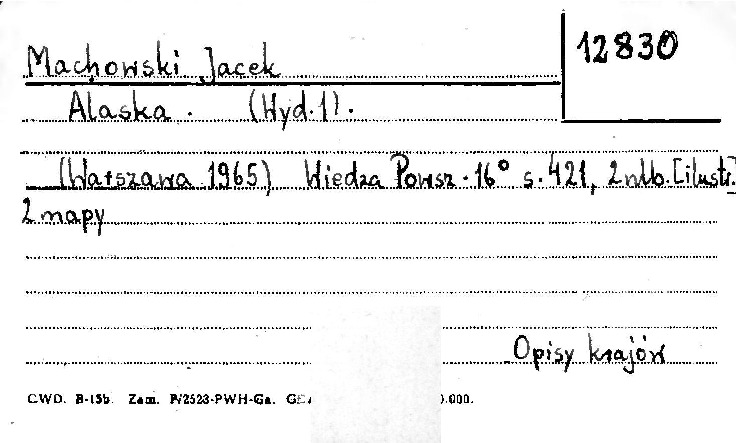 12830
Machowski Jacek
Alaska. (Wyd. 1).
(Warszawa 1965) Wiedza Powsz. 16° s. 421, 2 nlb. [ilustr.]
2 mapy
Opisy krajów
CWD. B-15b. Zam. P/2523-PWH-Ga. .000.